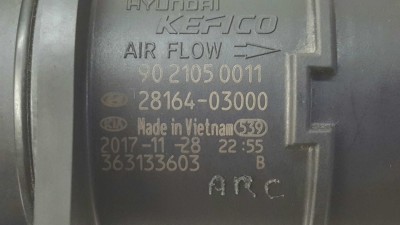 HYUNDAI
KEFICO
AIR FLOW
90 2105 0011
28164-03000
KIA Made in Vietnam 539
2017-11-28 22:55
363133603 B
ARC